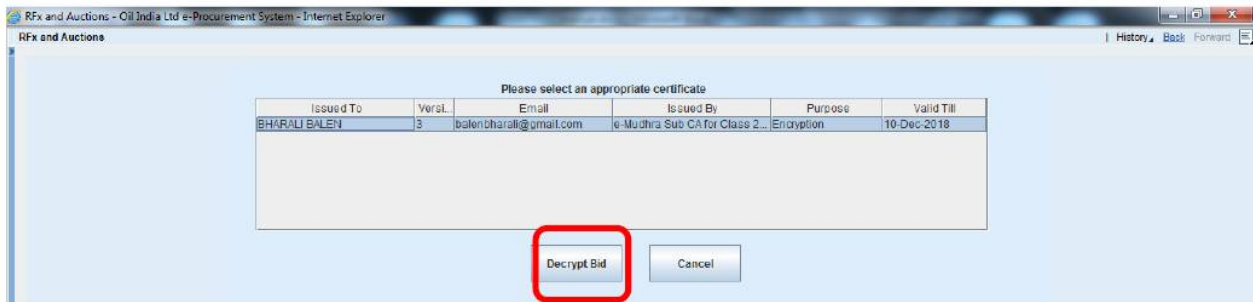 RFx and Auctions - Oil India Ltd e-Procurement System - Internet Explorer
RFx and Auctions | History Back Forward
Please select an appropriate certificate
Issued To Versi... Email Issued By Purpose Valid Till
BHARALI BALEN 3 balenbharali@gmail.com e-Mudhra Sub CA for Class 2... Encryption 10-Dec-2018
Decrypt Bid Cancel